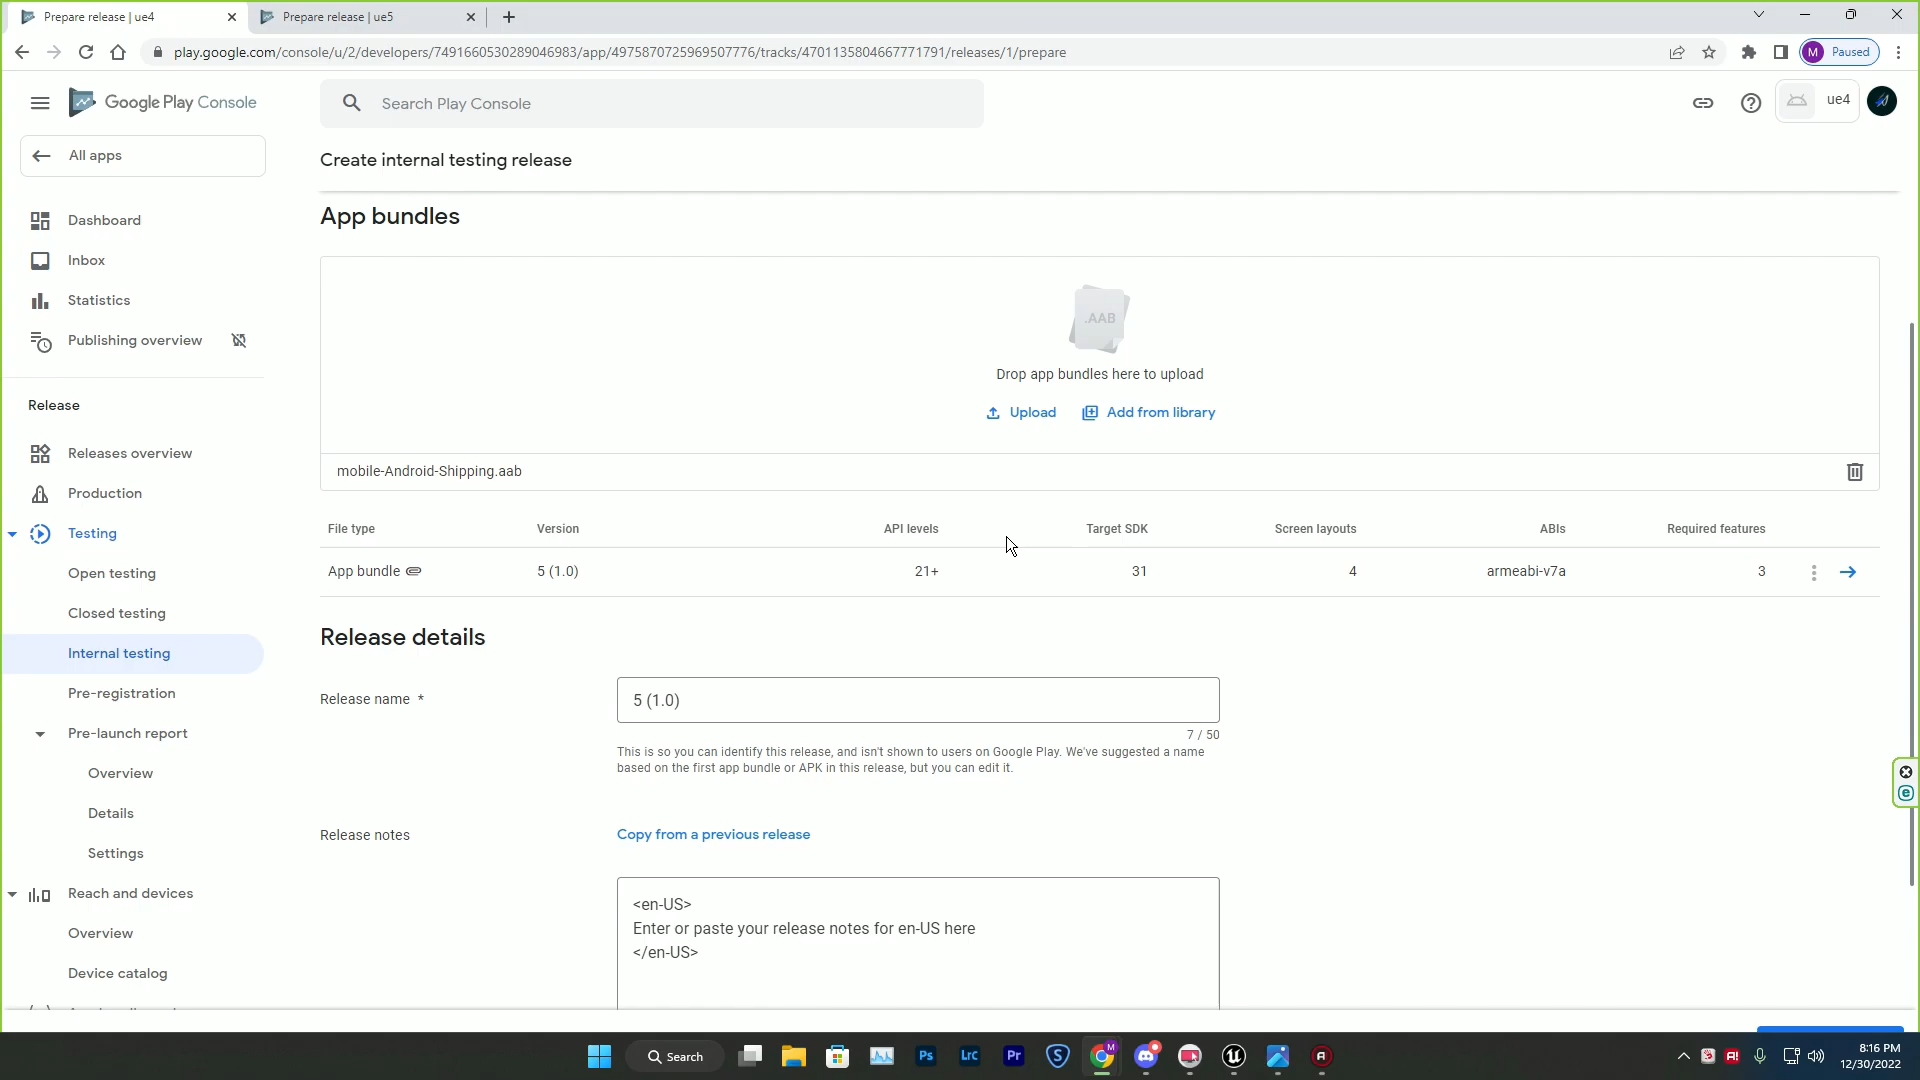 Prepare release | ue4
Prepare release | ue5
play.google.com/console/u/2/developers/7491660530289046983/app/4975870725969507776/tracks/4701135804667771791/releases/1/prepare
M Paused
Google Play Console
Search Play Console
ue4
All apps
Create internal testing release
Dashboard
Inbox
Statistics
Publishing overview
Release
Releases overview
Production
Testing
Open testing
Closed testing
Internal testing
Pre-registration
Pre-launch report
Overview
Details
Settings
Reach and devices
Overview
Device catalog
App bundles
.AAB
Drop app bundles here to upload
Upload
Add from library
mobile-Android-Shipping.aab
File type Version API levels Target SDK Screen layouts ABIs Required features
App bundle 5 (1.0) 21+ 31 4 armeabi-v7a 3
Release details
Release name *
5 (1.0)
7 / 50
This is so you can identify this release, and isn't shown to users on Google Play. We've suggested a name
based on the first app bundle or APK in this release, but you can edit it.
Release notes
Copy from a previous release
<en-US>
Enter or paste your release notes for en-US here
</en-US>
Search
Ps
LrC
Pr
S
M
8:16 PM
12/30/2022